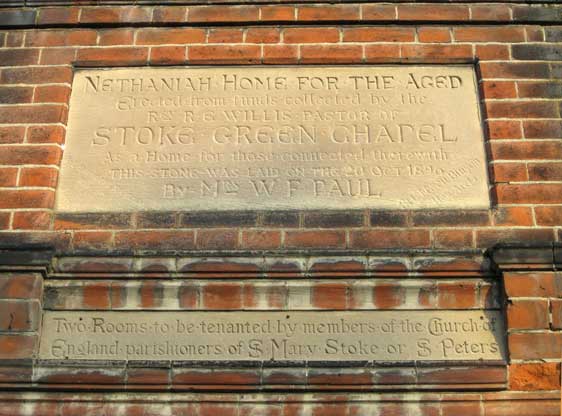 NETHANIAH · HOME FOR THE AGED
Erected from funds collected by the
REV R E WILLIS · PASTOR OF
STOKE · GREEN · CHAPEL
As a Home for those connected therewith
THIS STONE WAS LAID ON THE OCT
BY MRS W F PAUL
Two · Rooms · to · be · tenanted · by · members · of · the · Church · of
England · parishioners of St Mary · Stoke or St Peters